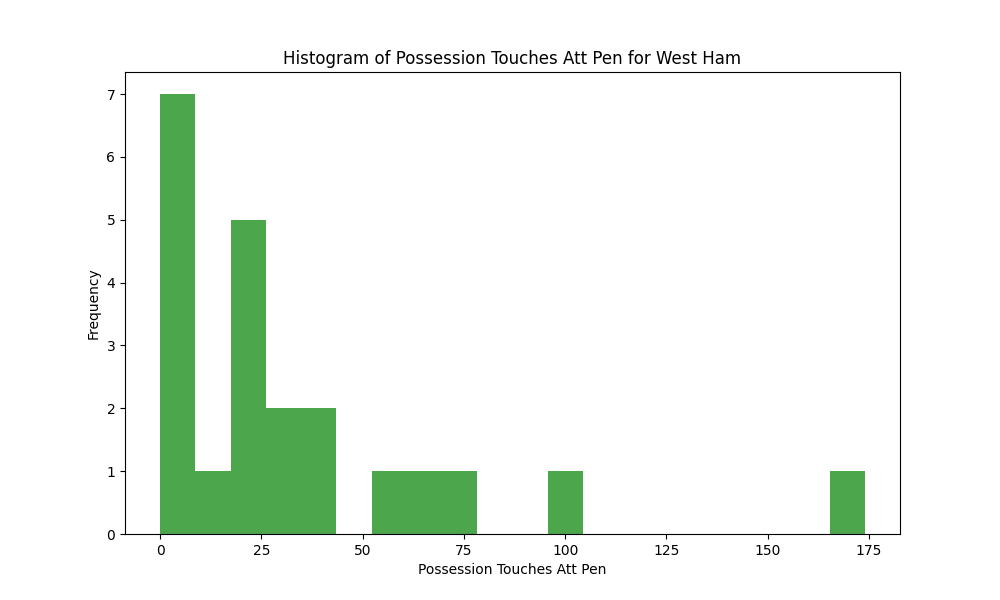 Histogram of Possession Touches Att Pen for West Ham
7
6
5
4
3
2
1
0
Frequency
0 25 50 75 100 125 150 175
Possession Touches Att Pen